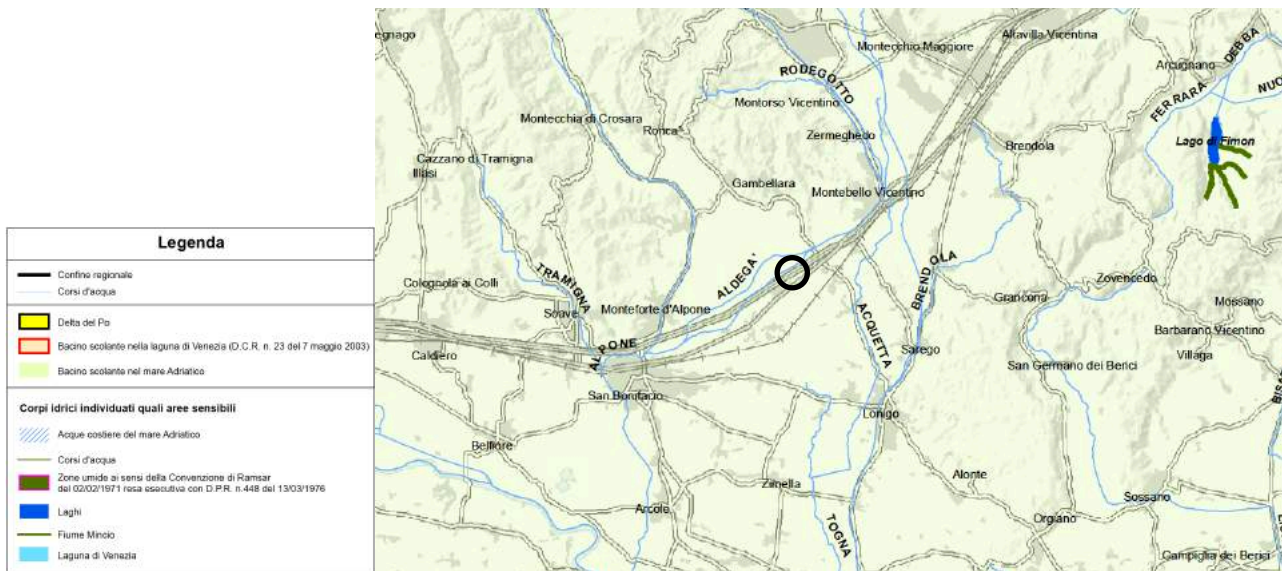 Legenda
Confine regionale
Corsi d'acqua
Delta del Po
Bacino scolante nella laguna di Venezia (D.C.R. n. 23 del 7 maggio 2003)
Bacino scolante nel mare Adriatico
Corpi idrici individuati quali aree sensibili
Acque costiere del mare Adriatico
Corsi d'acqua
Zone umide ai sensi della Convenzione di Ramsar
del 02/02/1971 resa esecutiva con D.P.R. n.448 del 13/03/1976
Laghi
Fiume Mincio
Laguna di Venezia
egnago
Montecchio Maggiore
Altavilla Vicentina
Arcugnano
DEBBA
FERRARA
NUO
RODEGOTTO
Montorso Vicentino
Montecchia di Crosara
Ronca'
Zermeghedo
Brendola
Lago di Fimon
Cazzano di Tramigna
Illasi
Gambellara
Montebello Vicentino
TRAMIGNA
ALDEGA'
BRENDOLA
Zovencedo
Colognola ai Colli
Grancona
Mossano
Monteforte d'Alpone
Soave
ACQUETTA
Barbarano Vicentino
ALPONE
Caldiero
Sarego
Villaga
San Germano dei Berici
San Bonifacio
Lonigo
Belfiore
Alonte
Zimella
Sossano
Arcole
TOGNA
Orgiano
Campiglia dei Berici